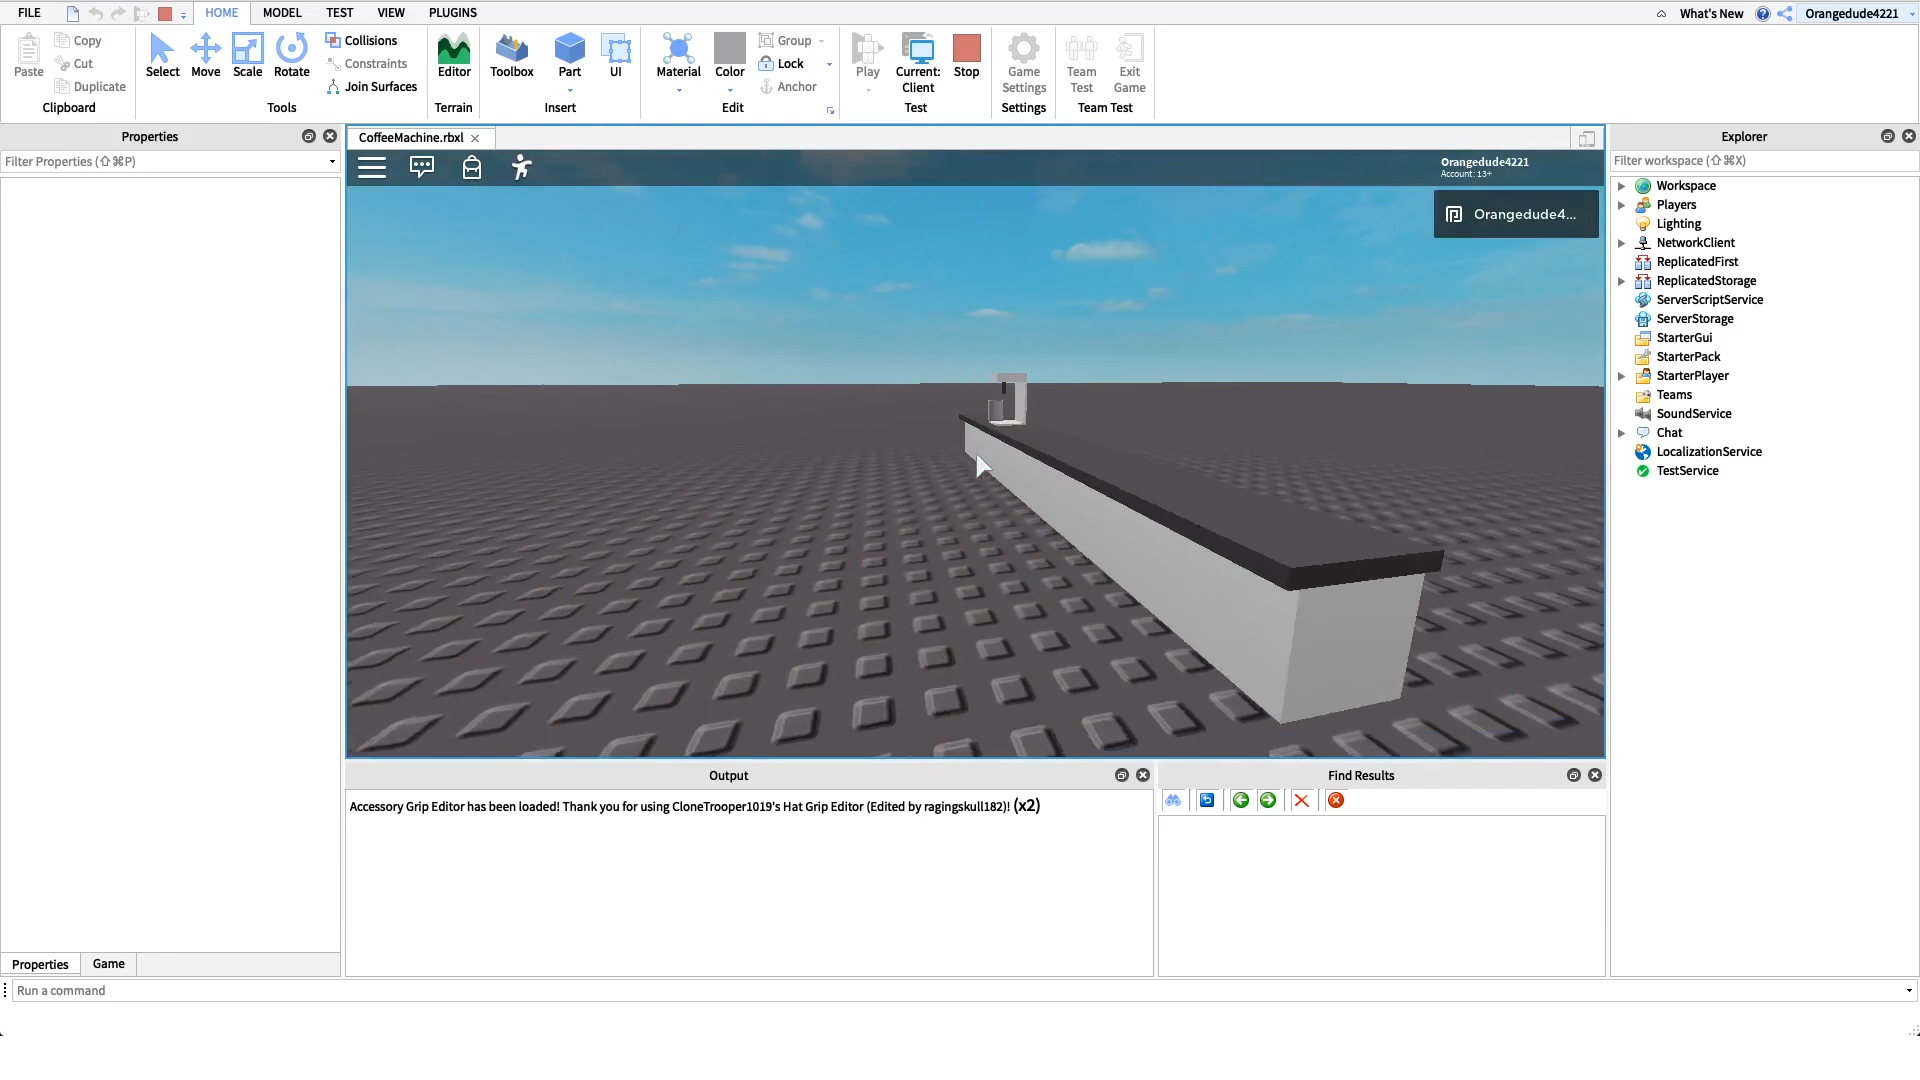 FILE
HOME
MODEL
TEST
VIEW
PLUGINS
What's New
Orangedude4221
Paste
Copy
Cut
Duplicate
Clipboard
Select
Move
Scale
Rotate
Collisions
Constraints
Join Surfaces
Tools
Editor
Terrain
Toolbox
Part
UI
Insert
Material
Color
Group
Lock
Anchor
Edit
Play
Current:
Client
Stop
Test
Game
Settings
Settings
Team
Test
Exit
Game
Team Test
Properties
Filter Properties (⇧⌘P)
CoffeeMachine.rbxl
Orangedude4221
Account: 13+
Orangedude4...
Explorer
Filter workspace (⇧⌘X)
Workspace
Players
Lighting
NetworkClient
ReplicatedFirst
ReplicatedStorage
ServerScriptService
ServerStorage
StarterGui
StarterPack
StarterPlayer
Teams
SoundService
Chat
LocalizationService
TestService
Output
Accessory Grip Editor has been loaded! Thank you for using CloneTrooper1019's Hat Grip Editor (Edited by ragingskull182)! (x2)
Find Results
Properties
Game
Run a command